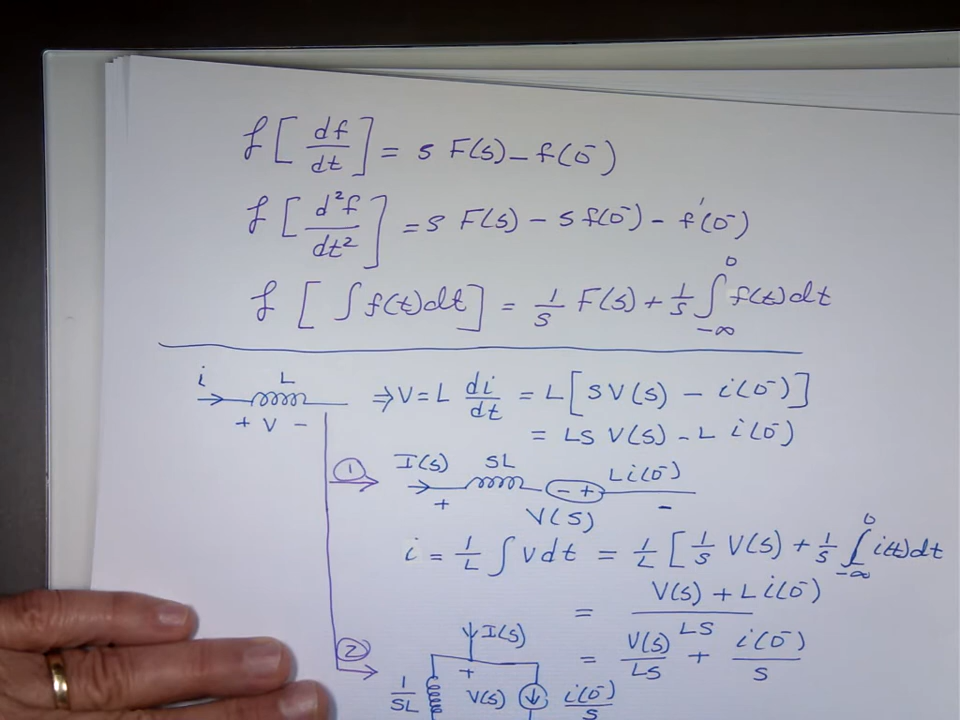 ℒ[df/dt] = s F(s) – f(0⁻)
ℒ[d²f/dt²] = s F(s) – s f(0⁻) – f'(0⁻)
ℒ[∫f(t)dt] = 1/s F(s) + 1/s ∫_{-∞}^{0} f(t)dt
i L + V – ⇒ V = L di/dt = L[s V(s) – i(0⁻)]
= LS V(s) – L i(0⁻)
① I(s) SL L i(0⁻)
+ – + –
V(s)
i = 1/L ∫ v dt = 1/L [1/s V(s) + 1/s ∫_{-∞}^{0} i(t)dt
= (V(s) + L i(0⁻))/LS
② I(s) = V(s)/LS + i(0⁻)/s
+
1/SL V(s) i(0⁻)/s